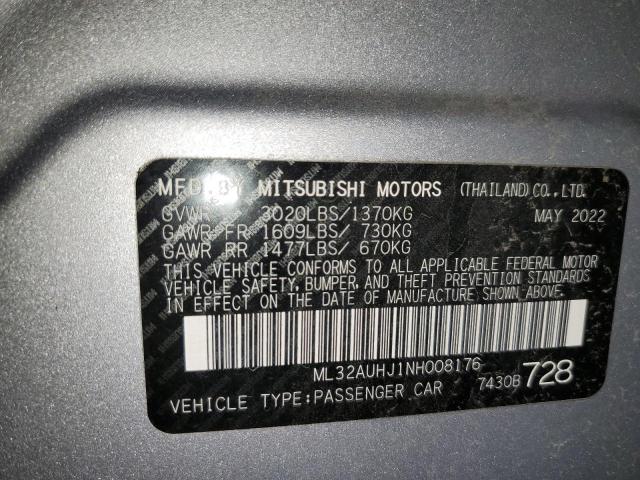 MFD. BY MITSUBISHI MOTORS (THAILAND)CO.,LTD.
GVWR 3020LBS/1370KG MAY 2022
GAWR FR 1609LBS/ 730KG
GAWR RR 1477LBS/ 670KG
THIS VEHICLE CONFORMS TO ALL APPLICABLE FEDERAL MOTOR
VEHICLE SAFETY, BUMPER, AND THEFT PREVENTION STANDARDS
IN EFFECT ON THE DATE OF MANUFACTURE SHOWN ABOVE.
ML32AUHJ1NH008176
VEHICLE TYPE:PASSENGER CAR 7430B 728